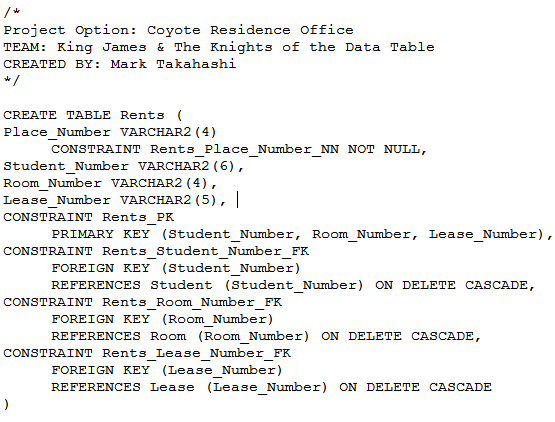 /*
Project Option: Coyote Residence Office
TEAM: King James & The Knights of the Data Table
CREATED BY: Mark Takahashi
*/

CREATE TABLE Rents (
Place_Number VARCHAR2(4)
CONSTRAINT Rents_Place_Number_NN NOT NULL,
Student_Number VARCHAR2(6),
Room_Number VARCHAR2(4),
Lease_Number VARCHAR2(5),
CONSTRAINT Rents_PK
PRIMARY KEY (Student_Number, Room_Number, Lease_Number),
CONSTRAINT Rents_Student_Number_FK
FOREIGN KEY (Student_Number)
REFERENCES Student (Student_Number) ON DELETE CASCADE,
CONSTRAINT Rents_Room_Number_FK
FOREIGN KEY (Room_Number)
REFERENCES Room (Room_Number) ON DELETE CASCADE,
CONSTRAINT Rents_Lease_Number_FK
FOREIGN KEY (Lease_Number)
REFERENCES Lease (Lease_Number) ON DELETE CASCADE
)